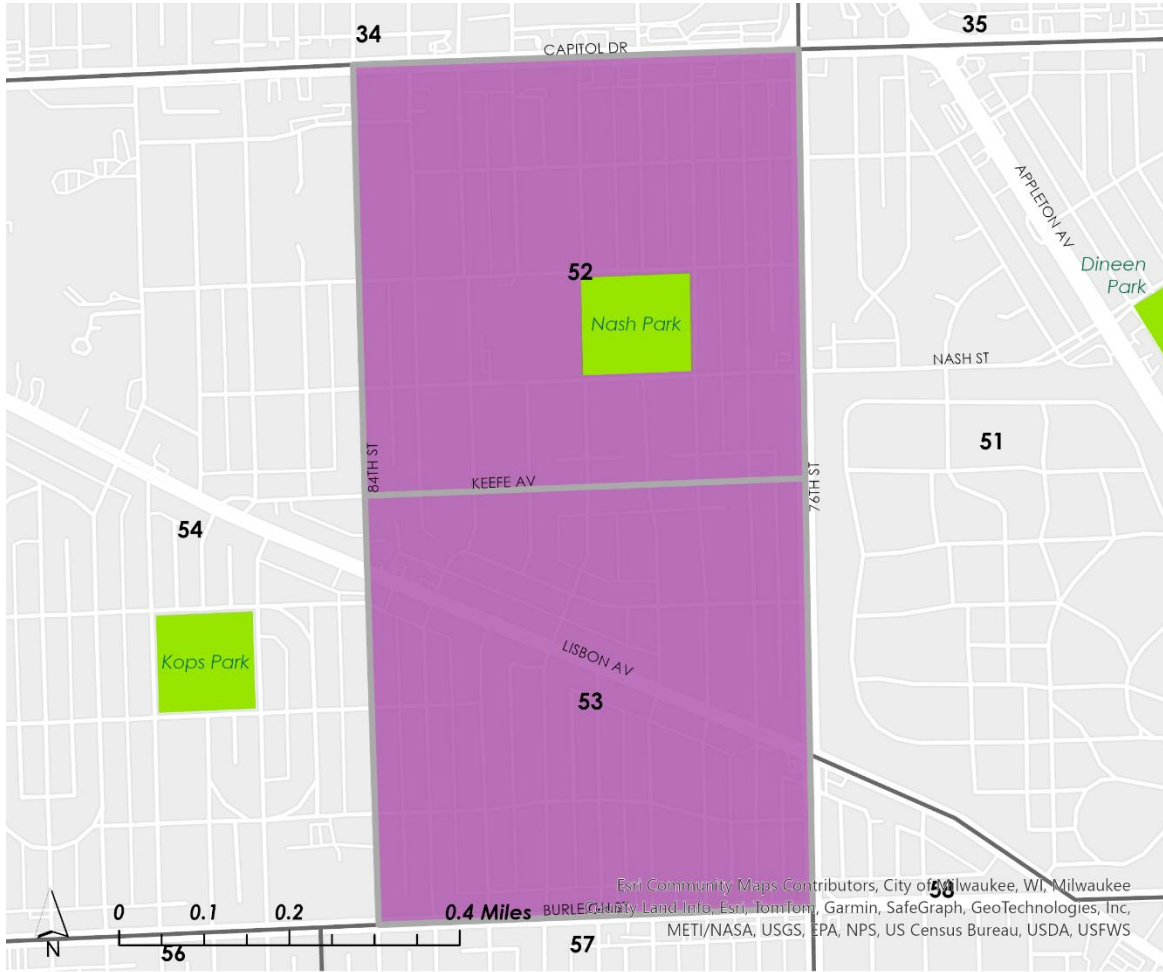 34
35
CAPITOL DR
APPLETON AV
52
Dineen
Park
Nash Park
NASH ST
51
84TH ST
KEEFE AV
76TH ST
54
Kops Park
LISBON AV
53
58
Esri Community Maps Contributors, City of Milwaukee, WI, Milwaukee
County Land Info, Esri, TomTom, Garmin, SafeGraph, GeoTechnologies, Inc,
METI/NASA, USGS, EPA, NPS, US Census Bureau, USDA, USFWS
0 0.1 0.2 0.4 Miles
BURLEIGH ST
N
56
57